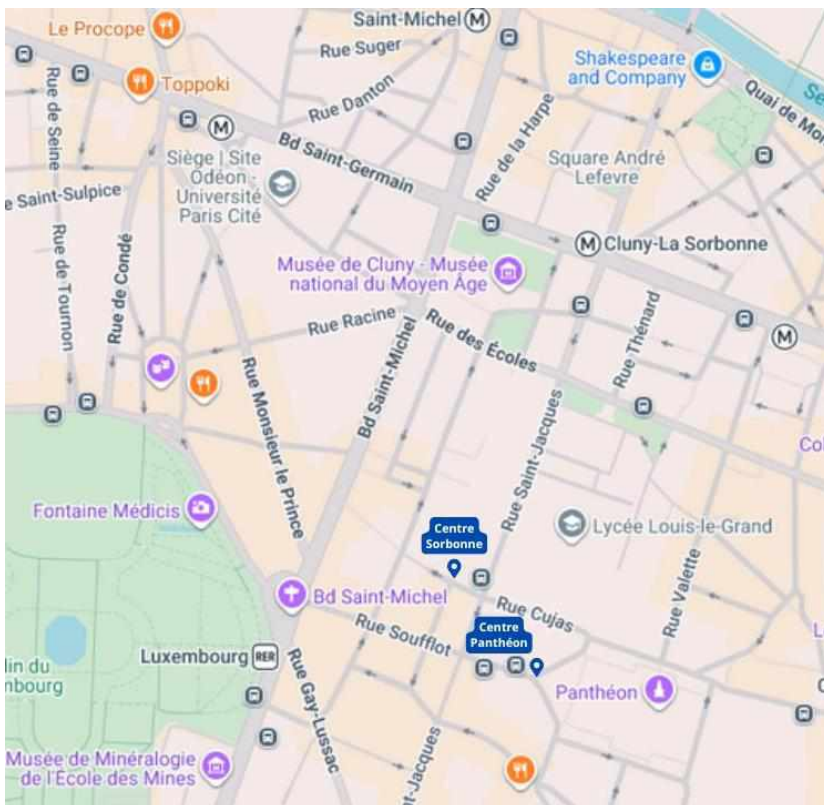 Le Procope
Saint-Michel
M
Rue Suger
Shakespeare
and Company
Toppoki
Rue de Seine
Rue Danton
Quai de Mon
Se
M
Siège | Site
Odéon -
Université
Paris Cité
Bd Saint-Germain
Rue de la Harpe
Square André
Lefevre
e Saint-Sulpice
Rue de Condé
Rue de Tournon
M
Cluny-La Sorbonne
Musée de Cluny - Musée
national du Moyen Âge
Rue Racine
Rue des Écoles
Rue Thénard
M
Bd Saint-Michel
Rue Monsieur le Prince
Rue Saint-Jacques
Col
Fontaine Médicis
Centre
Sorbonne
Lycée Louis-le-Grand
Rue Valette
Bd Saint-Michel
Rue Cujas
Rue Soufflot
Centre
Panthéon
L
Luxembourg
RER
din du
mbourg
Rue Gay-Lussac
Panthéon
Musée de Minéralogie
de l'École des Mines
nt-Jacques